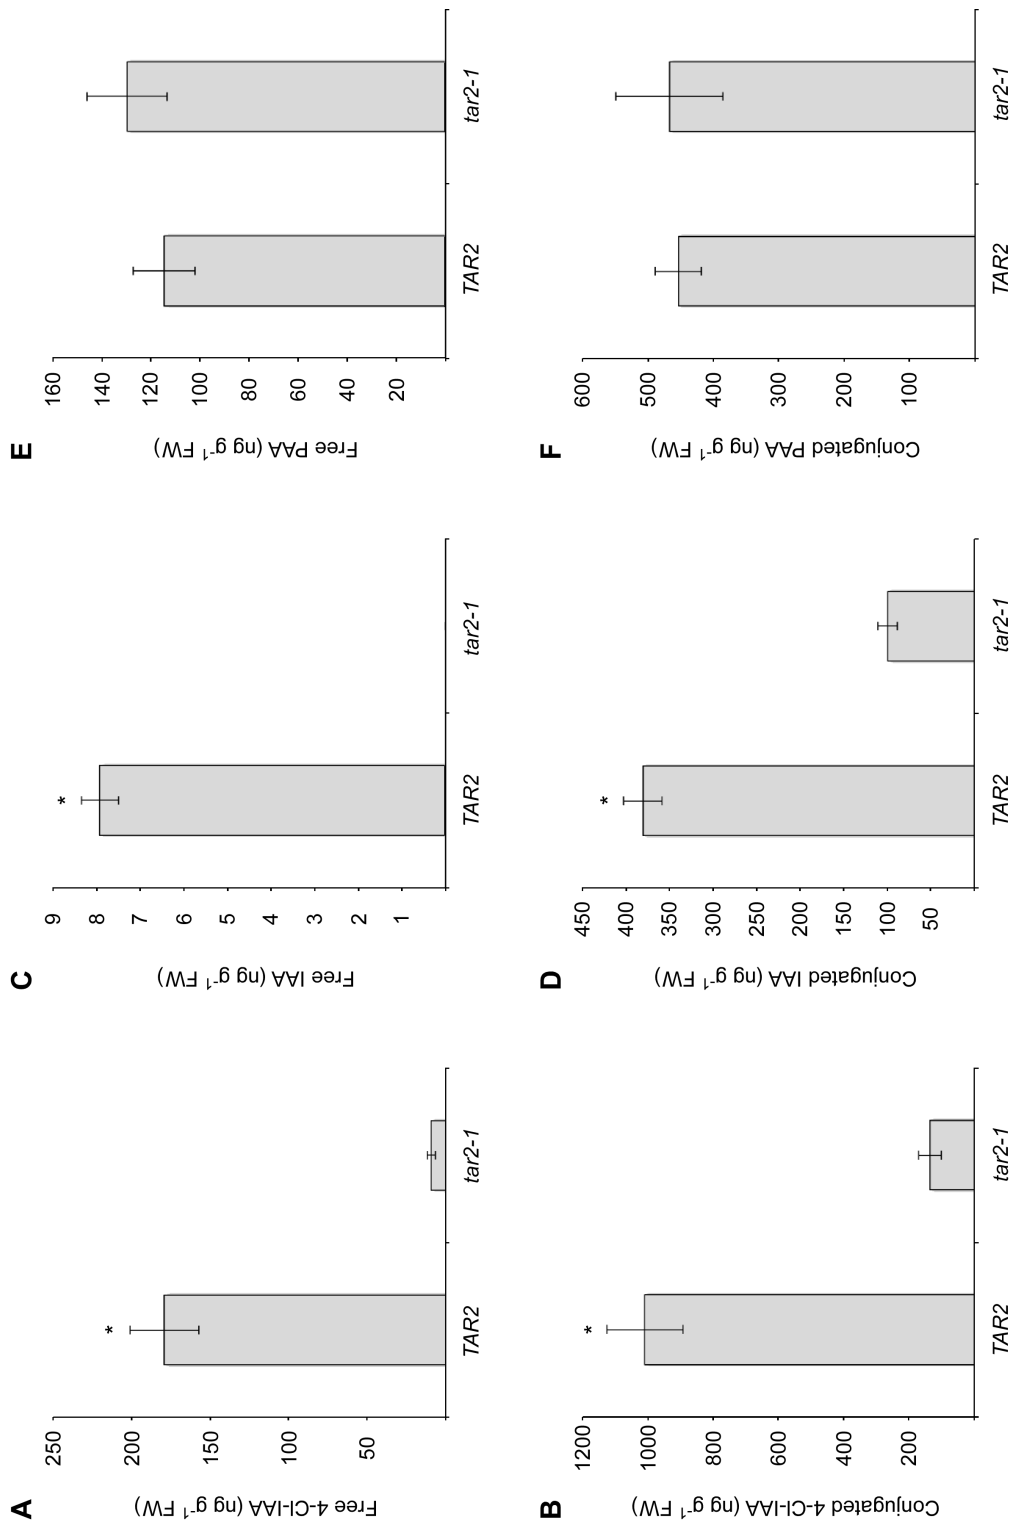 A
Free 4-Cl-IAA (ng g⁻¹ FW)
250
200
150
100
50
*
TAR2
tar2-1
C
Free IAA (ng g⁻¹ FW)
9
8
7
6
5
4
3
2
1
*
TAR2
tar2-1
E
Free PAA (ng g⁻¹ FW)
160
140
120
100
80
60
40
20
TAR2
tar2-1
B
Conjugated 4-Cl-IAA (ng g⁻¹ FW)
1200
1000
800
600
400
200
*
TAR2
tar2-1
D
Conjugated IAA (ng g⁻¹ FW)
450
400
350
300
250
200
150
100
50
*
TAR2
tar2-1
F
Conjugated PAA (ng g⁻¹ FW)
600
500
400
300
200
100
TAR2
tar2-1